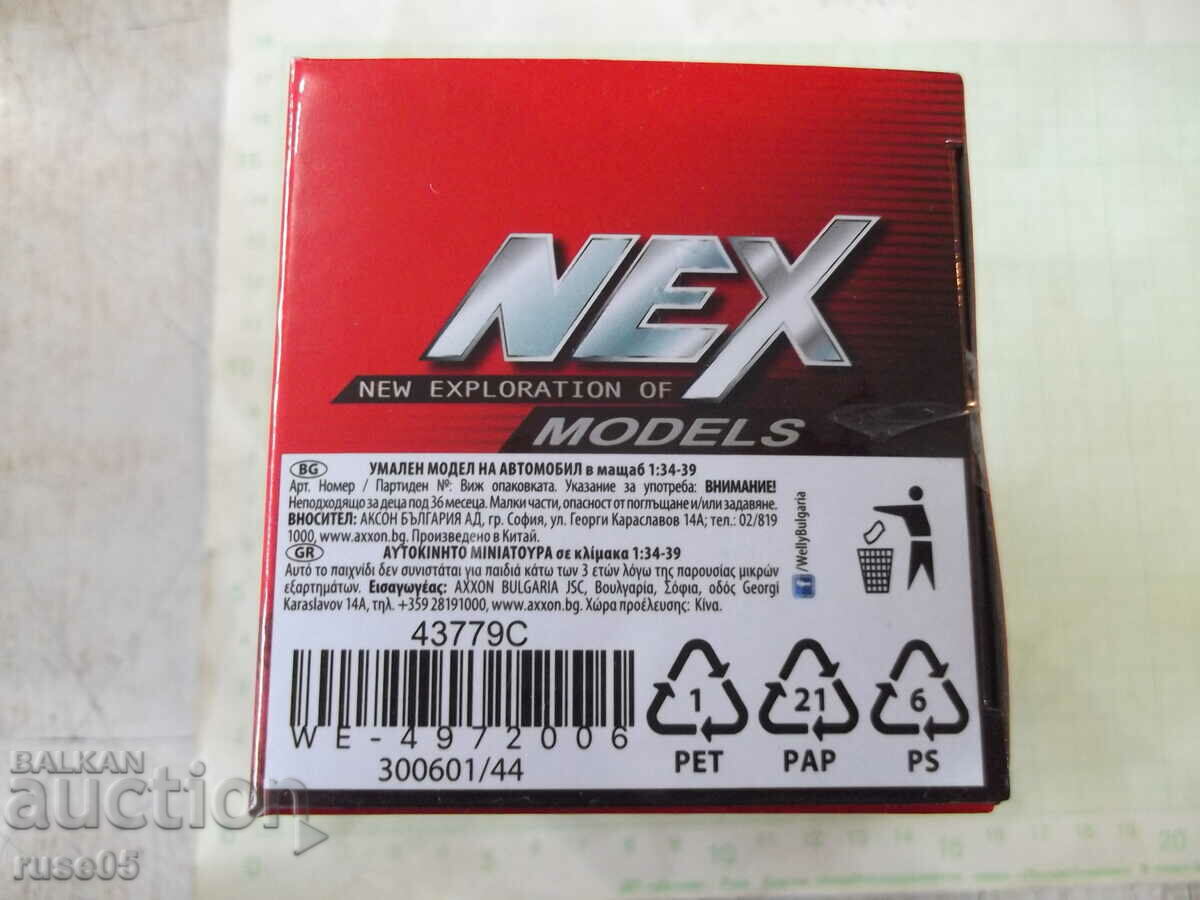 NEX
NEW EXPLORATION OF
MODELS
BG УМАЛЕН МОДЕЛ НА АВТОМОБИЛ в мащаб 1:34-39
Арт. Номер / Партиден №: Виж опаковката. Указание за употреба: ВНИМАНИЕ!
Неподходящо за деца под 36 месеца. Малки части, опасност от поглъщане и/или задавяне.
ВНОСИТЕЛ: АКСОН БЪЛГАРИЯ АД, гр. София, ул. Георги Караславов 14А; тел.: 02/819
1000, www.axxon.bg. Произведено в Китай.
GR ΑΥΤΟΚΙΝΗΤΟ ΜΙΝΙΑΤΟΥΡΑ σε κλίμακα 1:34-39
Αυτό το παιχνίδι δεν συνιστάται για παιδιά κάτω των 3 ετών λόγω της παρουσίας μικρών
εξαρτημάτων. Εισαγωγέας: AXXON BULGARIA JSC, Βουλγαρία, Σόφια, οδός Georgi
Karaslavov 14A, τηλ. +359 28191000, www.axxon.bg. Χώρα προέλευσης: Κίνα.
/WellyBulgaria
43779C
WE-4972006
300601/44
1 21 6
PET PAP PS
BALKAN
auction
ruse05
5 10 15 20